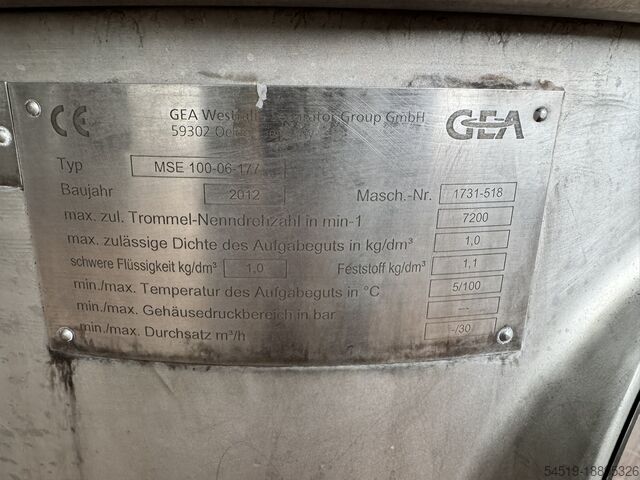 CE
GEA Westfalia Separator Group GmbH
59302 Oelde, Germany
GEA
Typ MSE 100-06-177
Baujahr 2012 Masch.-Nr. 1731-518
max. zul. Trommel-Nenndrehzahl in min-1 7200
max. zulässige Dichte des Aufgabeguts in kg/dm³ 1,0
schwere Flüssigkeit kg/dm³ 1,0 Feststoff kg/dm³ 1,1
min./max. Temperatur des Aufgabeguts in °C 5/100
min./max. Gehäusedruckbereich in bar ---
min./max. Durchsatz m³/h -/30